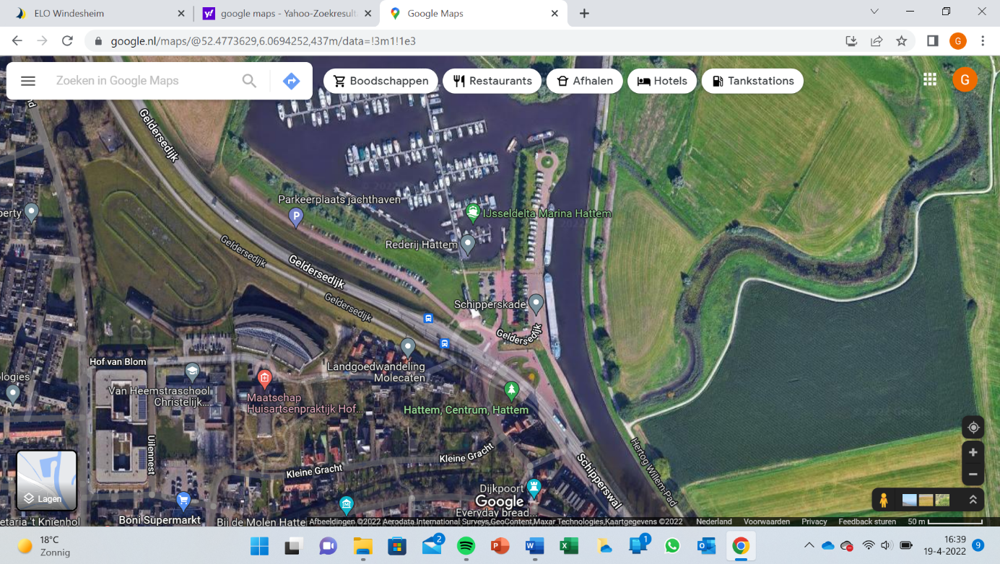 ELO Windesheim
google maps - Yahoo-Zoekresult
Google Maps
google.nl/maps/@52.4773629,6.0694252,437m/data=!3m1!1e3
G
Zoeken in Google Maps
Boodschappen
Restaurants
Afhalen
Hotels
Tankstations
G
Geldersedijk
Parkeerplaats jachthaven
P
IJsseldelta Marina Hattem
perty
Geldersedijk
Rederij Hattem
Geldersedijk
Geldersedijk
Schipperskade
Geldersedijk
Hof van Blom
Landgoedwandeling
Molecaten
ologies
Van Heemstraschool
Christelijk...
Maatschap
Huisartsenpraktijk Hof...
Hattem, Centrum, Hattem
Uilennest
Kleine Gracht
Kleine Gracht
Schipperswal
Hertog Willem-Pad
Lagen
Dijkpoort
Google
Everyday bread...
etaria 't Knienhol
Boni Supermarkt
Bij de Molen Hatte
Afbeeldingen ©2022 Aerodata International Surveys,GeoContent,Maxar Technologies,Kaartgegevens ©2022
Nederland
Voorwaarden
Privacy
Feedback sturen
50 m
18°C
Zonnig
2
1
16:39
19-4-2022
9